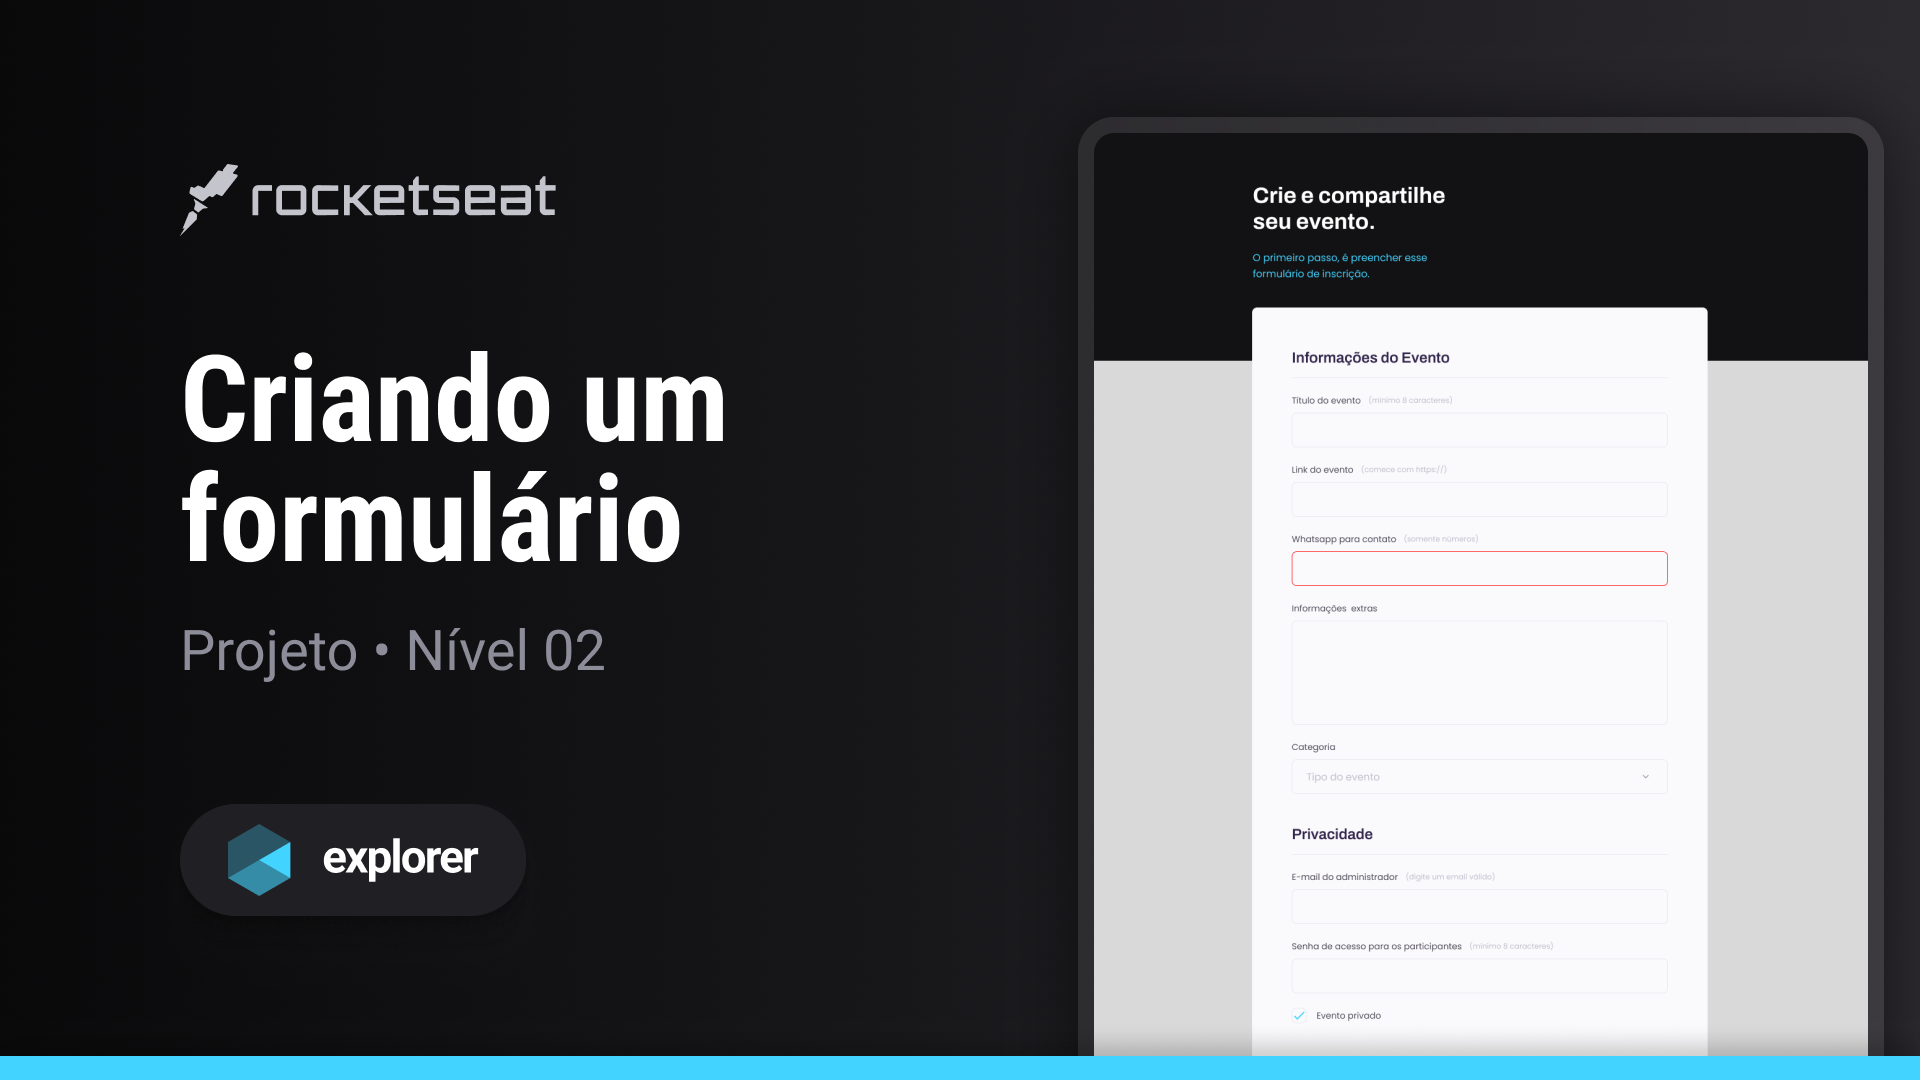 rocketseat
Criando um
formulário
Projeto • Nível 02
explorer
Crie e compartilhe
seu evento.
O primeiro passo, é preencher esse
formulário de inscrição.
Informações do Evento
Título do evento (mínimo 8 caracteres)
Link do evento (comece com https://)
Whatsapp para contato (somente números)
Informações extras
Categoria
Tipo do evento
Privacidade
E-mail do administrador (digite um email válido)
Senha de acesso para os participantes (mínimo 8 caracteres)
Evento privado